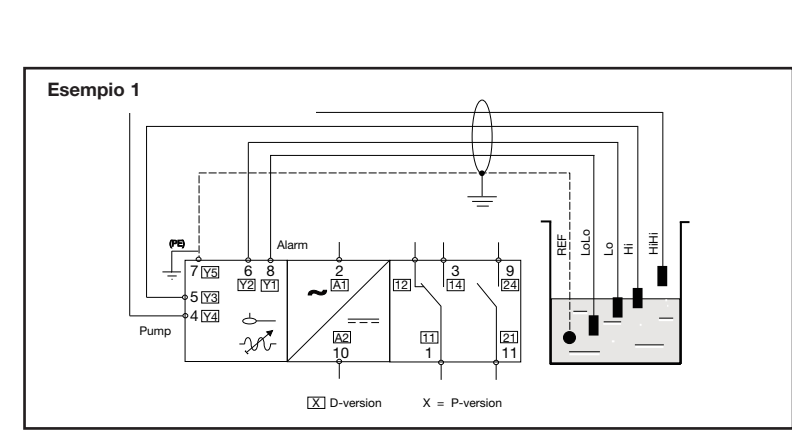 Esempio 1
REF
LoLo
Lo
Hi
HiHi
(PE)
Alarm
7 Y5
6 8
Y2 Y1
2
A1
12
3
14
9
24
5 Y3
4 Y4
Pump
A2
10
11
1
21
11
X D-version
X = P-version